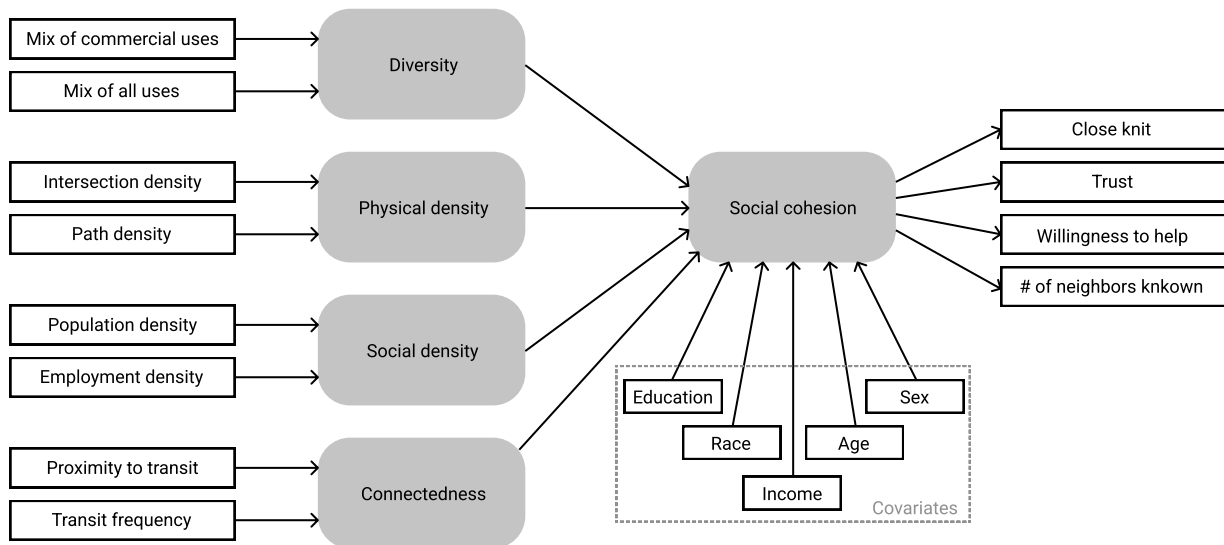 Mix of commercial uses
Mix of all uses
Diversity
Intersection density
Path density
Physical density
Population density
Employment density
Social density
Proximity to transit
Transit frequency
Connectedness
Social cohesion
Close knit
Trust
Willingness to help
# of neighbors knkown
Education
Sex
Race
Age
Income
Covariates